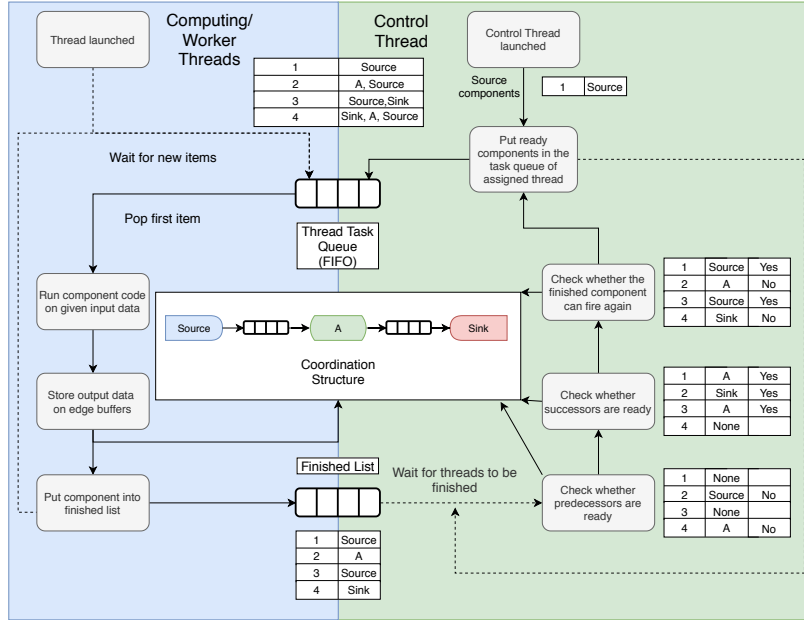 Computing/
Worker
Threads
Control
Thread
Thread launched
Control Thread
launched
1 Source
2 A, Source
3 Source,Sink
4 Sink, A, Source
Source
components
1 Source
Put ready
components in the
task queue of
assigned thread
Wait for new items
Pop first item
Thread Task
Queue
(FIFO)
Run component code
on given input data
Check whether the
finished component
can fire again
1 Source Yes
2 A No
3 Source Yes
4 Sink No
Source
A
Sink
Coordination
Structure
Store output data
on edge buffers
Check whether
successors are ready
1 A Yes
2 Sink Yes
3 A Yes
4 None
Finished List
Wait for threads to be
finished
Put component into
finished list
Check whether
predecessors are
ready
1 None
2 Source No
3 None
4 A No
1 Source
2 A
3 Source
4 Sink